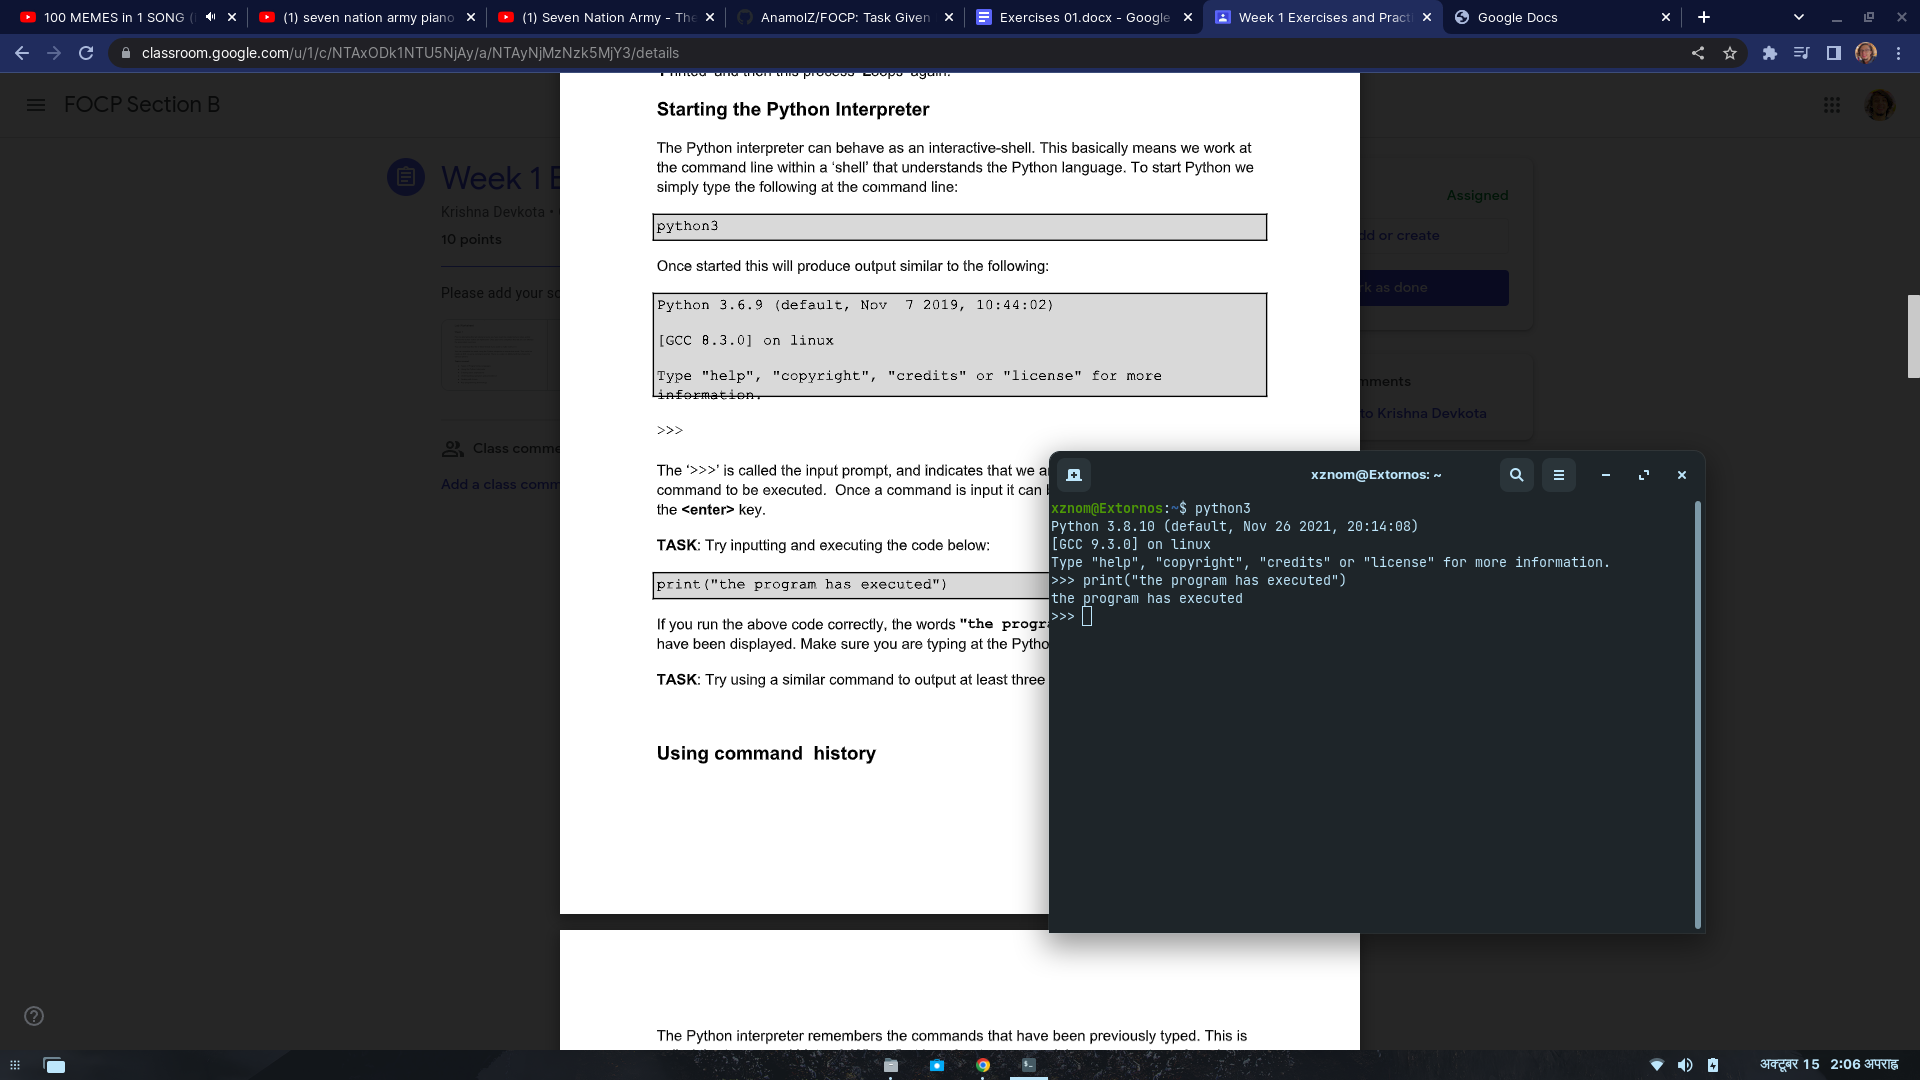 100 MEMES in 1 SONG (
(1) seven nation army piano
(1) Seven Nation Army - The
AnamolZ/FOCP: Task Given
Exercises 01.docx - Google
Week 1 Exercises and Practi
Google Docs
classroom.google.com/u/1/c/NTAxODk1NTU5NjAy/a/NTAyNjMzNzk5MjY3/details
FOCP Section B
Week 1 E
Krishna Devkota •
10 points
Please add your so
Class comme
Add a class comm
Assigned
dd or create
rk as done
mments
to Krishna Devkota
Printed' and then this process 'Loops' again.
Starting the Python Interpreter
The Python interpreter can behave as an interactive-shell. This basically means we work at
the command line within a ‘shell’ that understands the Python language. To start Python we
simply type the following at the command line:
python3
Once started this will produce output similar to the following:
Python 3.6.9 (default, Nov  7 2019, 10:44:02)
[GCC 8.3.0] on linux
Type "help", "copyright", "credits" or "license" for more
information.
>>>
The ‘>>>’ is called the input prompt, and indicates that we a
command to be executed.  Once a command is input it can b
the <enter> key.
TASK: Try inputting and executing the code below:
print("the program has executed")
If you run the above code correctly, the words "the progra
have been displayed. Make sure you are typing at the Pytho
TASK: Try using a similar command to output at least three
Using command  history
The Python interpreter remembers the commands that have been previously typed. This is
xznom@Extornos: ~
xznom@Extornos:~$ python3
Python 3.8.10 (default, Nov 26 2021, 20:14:08)
[GCC 9.3.0] on linux
Type "help", "copyright", "credits" or "license" for more information.
>>> print("the program has executed")
the program has executed
>>>
अक्टूबर 15 2:06 अपराह्न